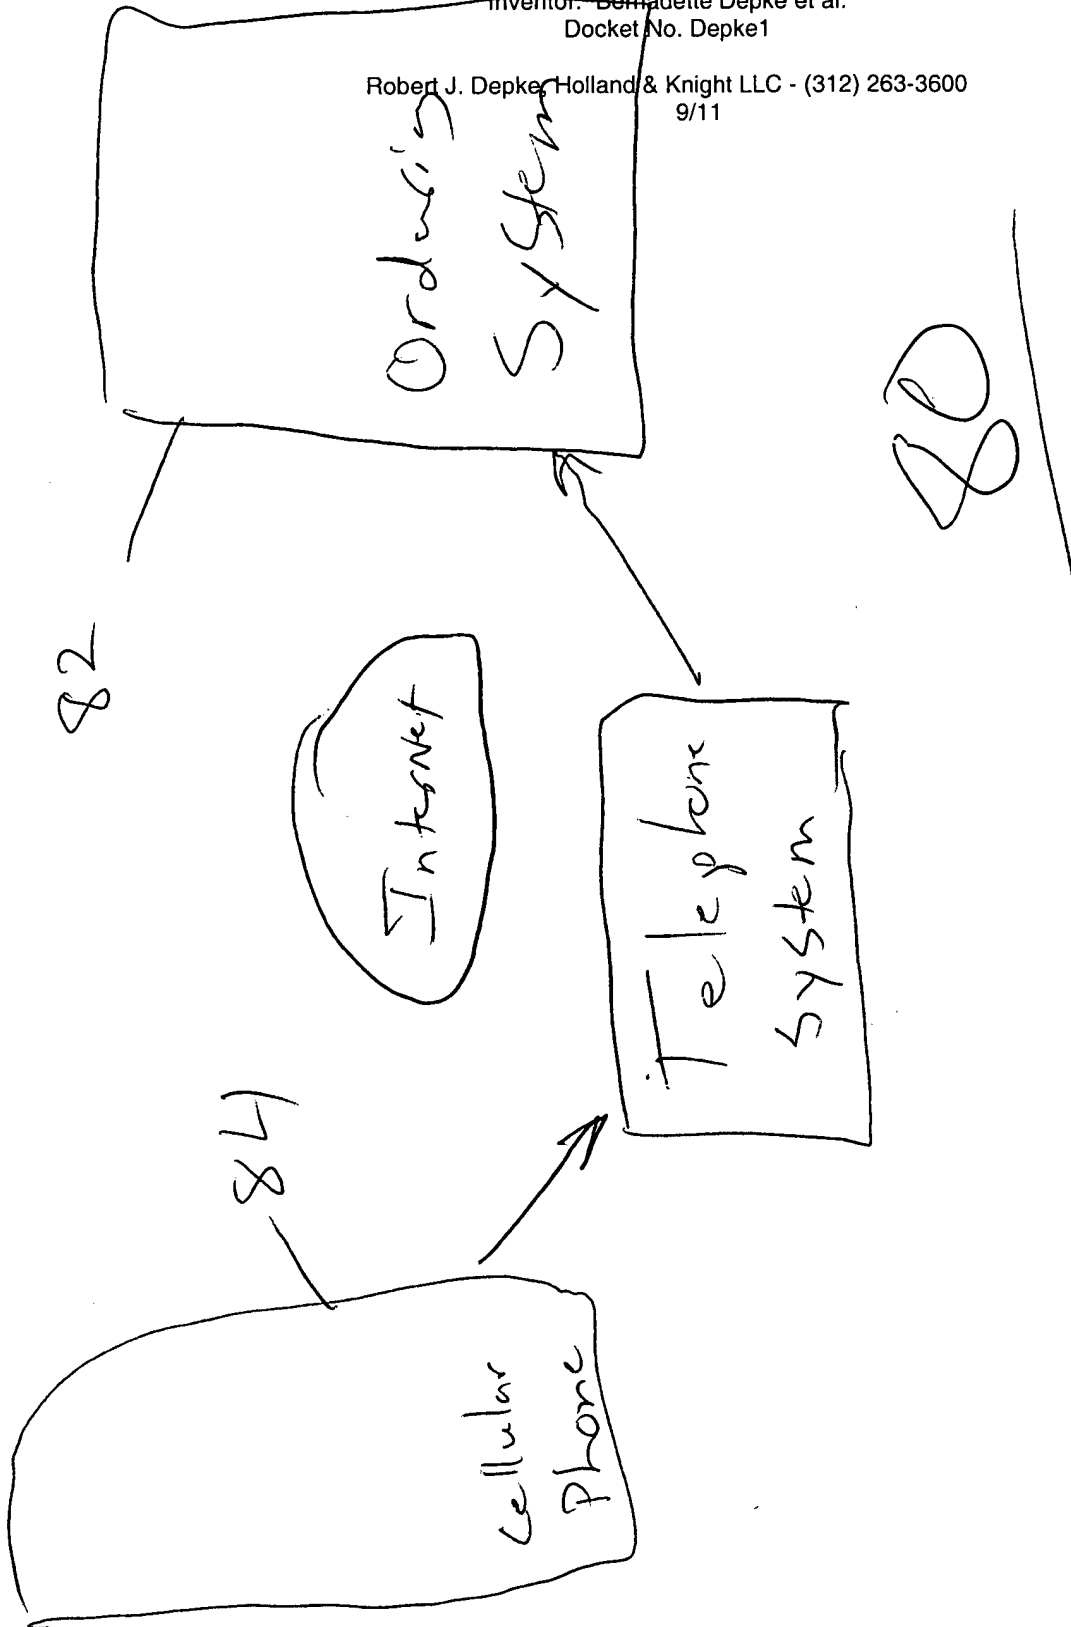 Inventor: Bernadette Depke et al.
Docket No. Depke1
Robert J. Depke, Holland & Knight LLC - (312) 263-3600
9/11
84
82
Cellular
Phone
Internet
Telephone
System
Ordering
System
80